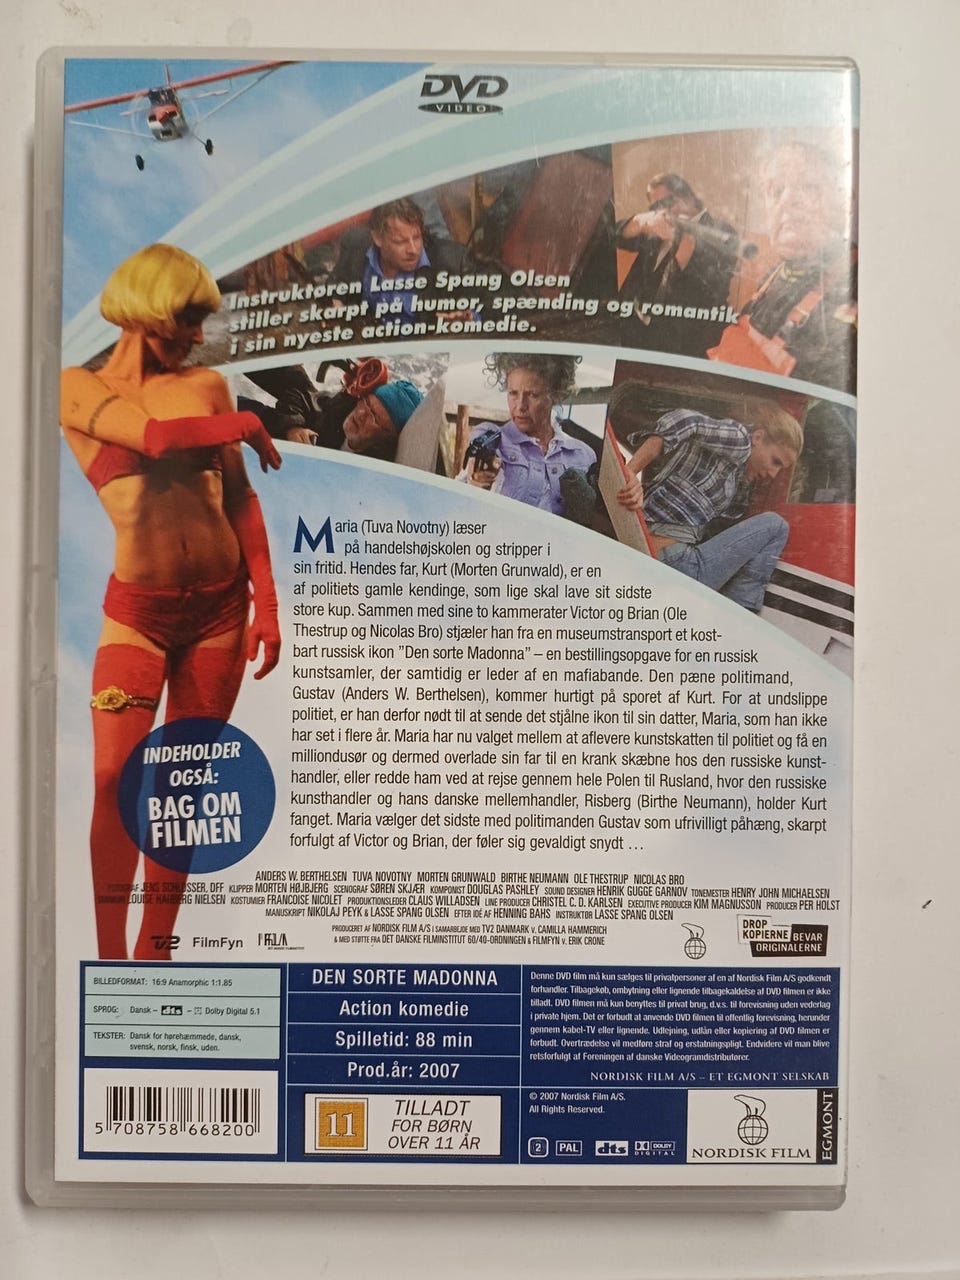 DVD
VIDEO
Instruktøren Lasse Spang Olsen
stiller skarpt på humor, spænding og romantik
i sin nyeste action-komedie.
Maria (Tuva Novotny) læser
på handelshøjskolen og stripper i
sin fritid. Hendes far, Kurt (Morten Grunwald), er en
af politiets gamle kendinge, som lige skal lave sit sidste
store kup. Sammen med sine to kammerater Victor og Brian (Ole
Thestrup og Nicolas Bro) stjæler han fra en museumstransport et kost-
bart russisk ikon ”Den sorte Madonna” – en bestillingsopgave for en russisk
kunstsamler, der samtidig er leder af en mafiabande. Den pæne politimand,
Gustav (Anders W. Berthelsen), kommer hurtigt på sporet af Kurt. For at undslippe
politiet, er han derfor nødt til at sende det stjålne ikon til sin datter, Maria, som han ikke
har set i flere år. Maria har nu valget mellem at aflevere kunstskatten til politiet og få en
milliondusør og dermed overlade sin far til en krank skæbne hos den russiske kunst-
handler, eller redde ham ved at rejse gennem hele Polen til Rusland, hvor den russiske
kunsthandler og hans danske mellemhandler, Risberg (Birthe Neumann), holder Kurt
fanget. Maria vælger det sidste med politimanden Gustav som ufrivilligt påhæng, skarpt
forfulgt af Victor og Brian, der føler sig gevaldigt snydt ...
INDEHOLDER
OGSÅ:
BAG OM
FILMEN
ANDERS W. BERTHELSEN TUVA NOVOTNY MORTEN GRUNWALD BIRTHE NEUMANN OLE THESTRUP NICOLAS BRO
JENS SCHLOSSER, DFF KLIPPER MORTEN HØJBJERG SCENOGRAF SØREN SKJÆR KOMPONIST DOUGLAS PASHLEY SOUND DESIGNER HENRIK GUGGE GARNOV TONEMESTER HENRY JOHN MICHAELSEN
NIELSEN KOSTUMIER FRANCOISE NICOLET PRODUKTIONSLEDER CLAUS WILLADSEN LINE PRODUCER CHRISTEL C. D. KARLSEN EXECUTIVE PRODUCER KIM MAGNUSSON PRODUCER PER HOLST
MANUSKRIPT NIKOLAJ PEYK & LASSE SPANG OLSEN EFTER IDÉ AF HENNING BAHS INSTRUKTØR LASSE SPANG OLSEN
PRODUCERET AF NORDISK FILM A/S I SAMARBEJDE MED TV2 DANMARK V. CAMILLA HAMMERICH
& MED STØTTE FRA DET DANSKE FILMINSTITUT 60/40-ORDNINGEN & FILMFYN V. ERIK CRONE
TV2 FilmFyn
DROP
KOPIERNE BEVAR
ORIGINALERNE
BILLEDFORMAT: 16:9 Anamorphic 1:1.85
SPROG: Dansk – dts – Dolby Digital 5.1
TEKSTER: Dansk for hørehæmmede, dansk,
svensk, norsk, finsk, uden.
5 708758 668200
DEN SORTE MADONNA
Action komedie
Spilletid: 88 min
Prod.år: 2007
11
TILLADT
FOR BØRN
OVER 11 ÅR
Denne DVD film må kun sælges til privatpersoner af en af Nordisk Film A/S godkendt
forhandler. Tilbagekøb, ombytning eller lignende tilbagekaldelse af DVD filmen er ikke
tilladt. DVD filmen må kun benyttes til privat brug, d.v.s. til forevisning uden vederlag
i private hjem. Det er forbudt at anvende DVD filmen til offentlig forevisning, herunder
gennem kabel-TV eller lignende. Udlejning, udlån eller kopiering af DVD filmen er
forbudt. Overtrædelse vil medføre straf og erstatningspligt. Endvidere vil man blive
retsforfulgt af Foreningen af danske Videogramdistributører.
NORDISK FILM A/S – ET EGMONT SELSKAB
© 2007 Nordisk Film A/S.
All Rights Reserved.
2 PAL dts DOLBY DIGITAL
NORDISK FILM
EGMONT